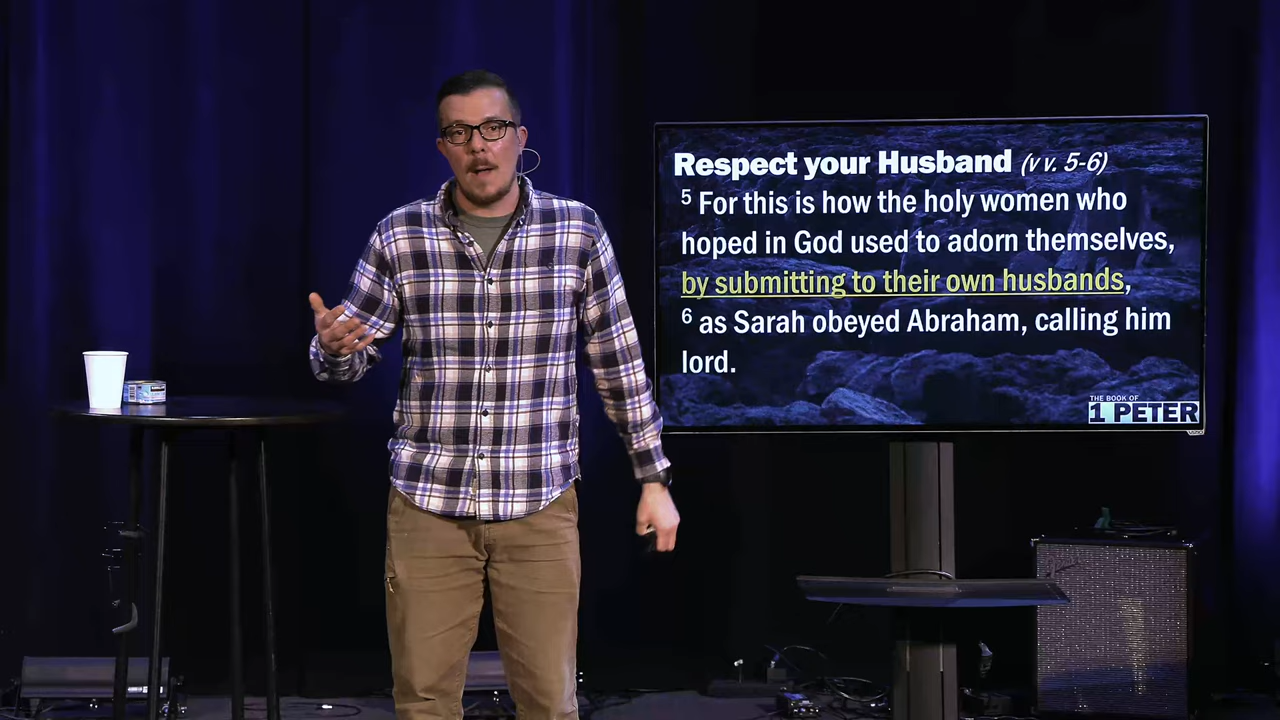 Respect your Husband (vv. 5-6)
5 For this is how the holy women who
hoped in God used to adorn themselves,
by submitting to their own husbands,
6 as Sarah obeyed Abraham, calling him
lord.
THE BOOK OF
1 PETER
VIZIO